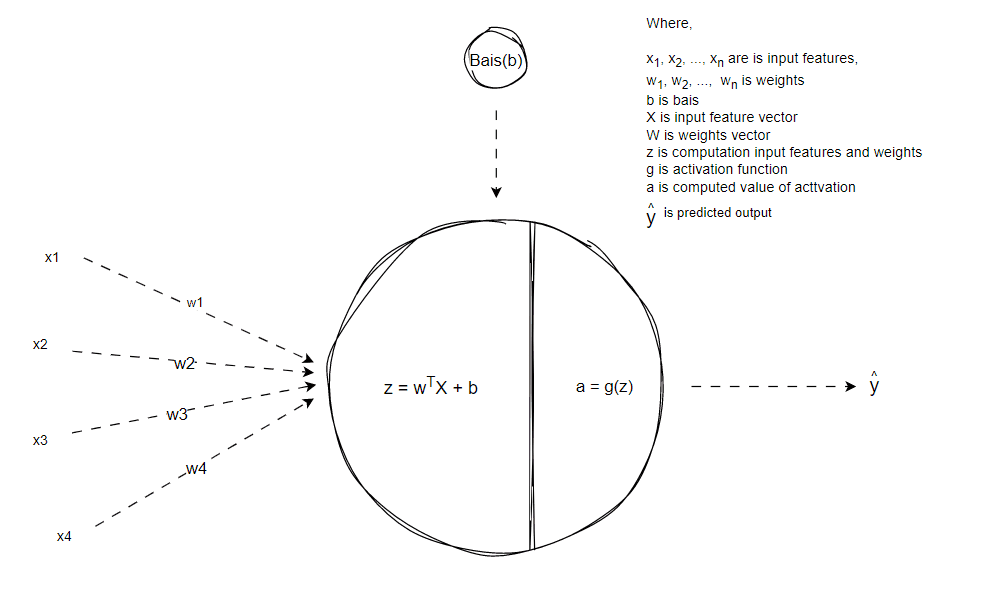 Bais(b)
Where,
x1, x2, ..., xn are is input features,
w1, w2, ..., wn is weights
b is bais
X is input feature vector
W is weights vector
z is computation input features and weights
g is activation function
a is computed value of acttvation
ŷ is predicted output
x1
w1
x2
w2
x3
w3
x4
w4
z = wᵀX + b
a = g(z)
ŷ